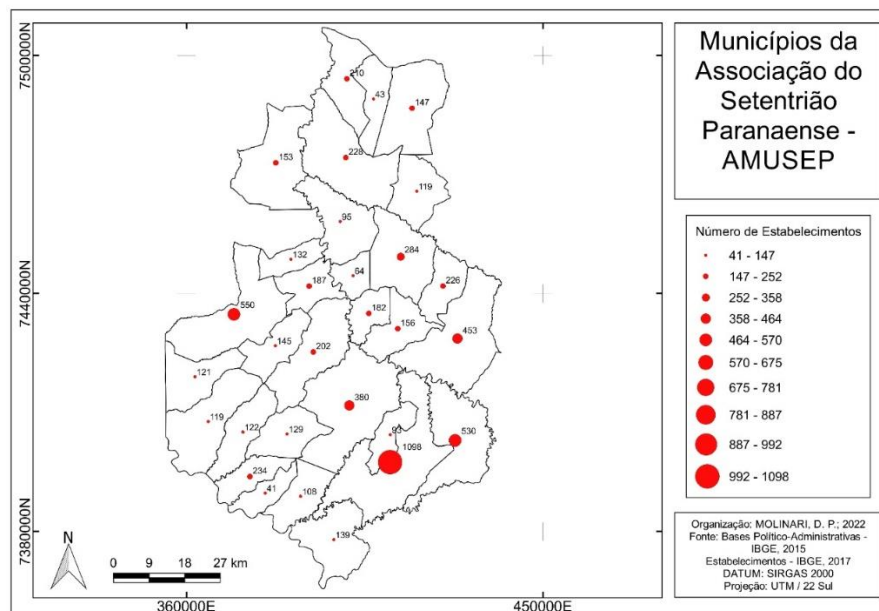 7500000N
7440000N
7380000N
360000E
450000E
N
0 9 18 27 km
210
43
147
228
153
119
95
284
132
64
187
226
550
182
156
453
145
202
121
380
119
122
129
93
530
1098
234
41
108
139
Municípios da
Associação do
Setentrião
Paranaense -
AMUSEP
Número de Estabelecimentos
41 - 147
147 - 252
252 - 358
358 - 464
464 - 570
570 - 675
675 - 781
781 - 887
887 - 992
992 - 1098
Organização: MOLINARI, D. P.; 2022
Fonte: Bases Político-Administrativas -
IBGE, 2015
Estabelecimentos - IBGE, 2017
DATUM: SIRGAS 2000
Projeção: UTM / 22 Sul